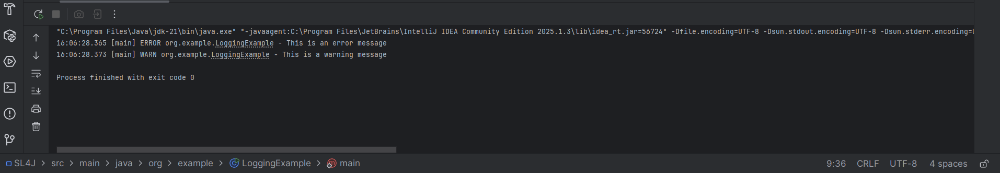 "C:\Program Files\Java\jdk-21\bin\java.exe" "-javaagent:C:\Program Files\JetBrains\IntelliJ IDEA Community Edition 2025.1.3\lib\idea_rt.jar=56724" -Dfile.encoding=UTF-8 -Dsun.stdout.encoding=UTF-8 -Dsun.stderr.encoding=
16:06:28.365 [main] ERROR org.example.LoggingExample - This is an error message
16:06:28.373 [main] WARN org.example.LoggingExample - This is a warning message
Process finished with exit code 0
SL4J > src > main > java > org > example > LoggingExample > main 9:36 CRLF UTF-8 4 spaces